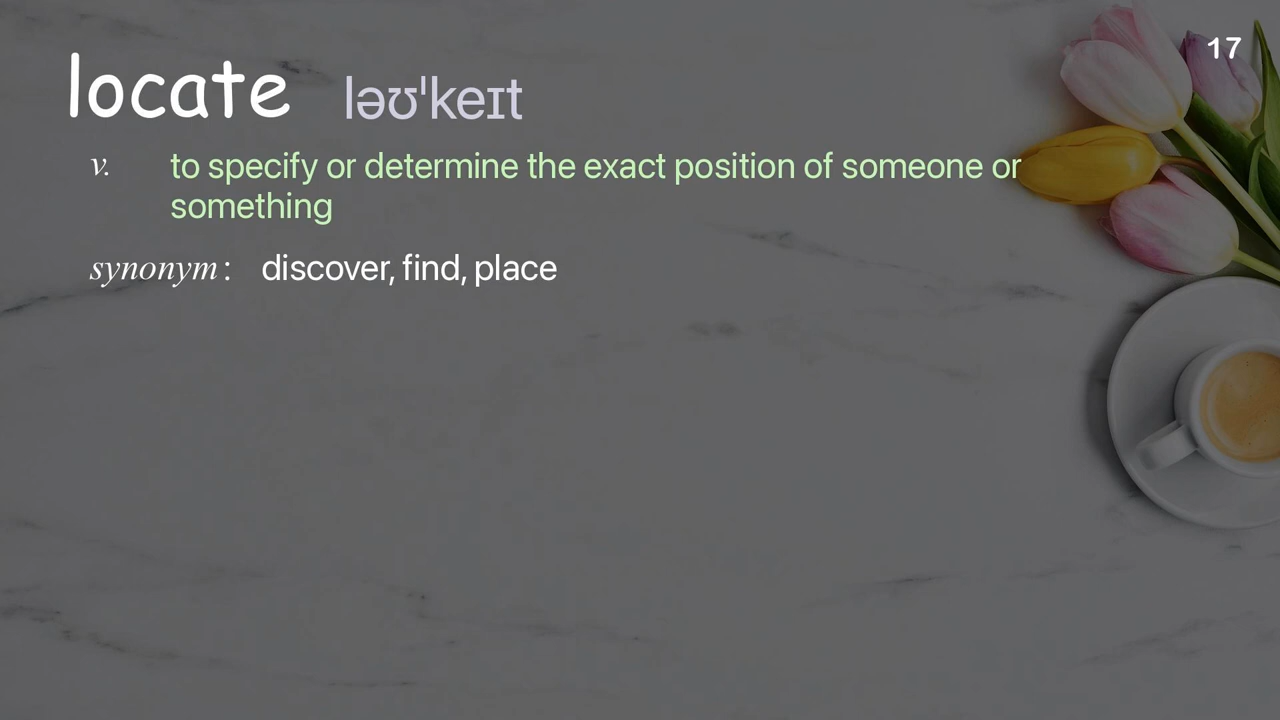 17
locate ləʊˈkeɪt
v. to specify or determine the exact position of someone or
something
synonym : discover, find, place